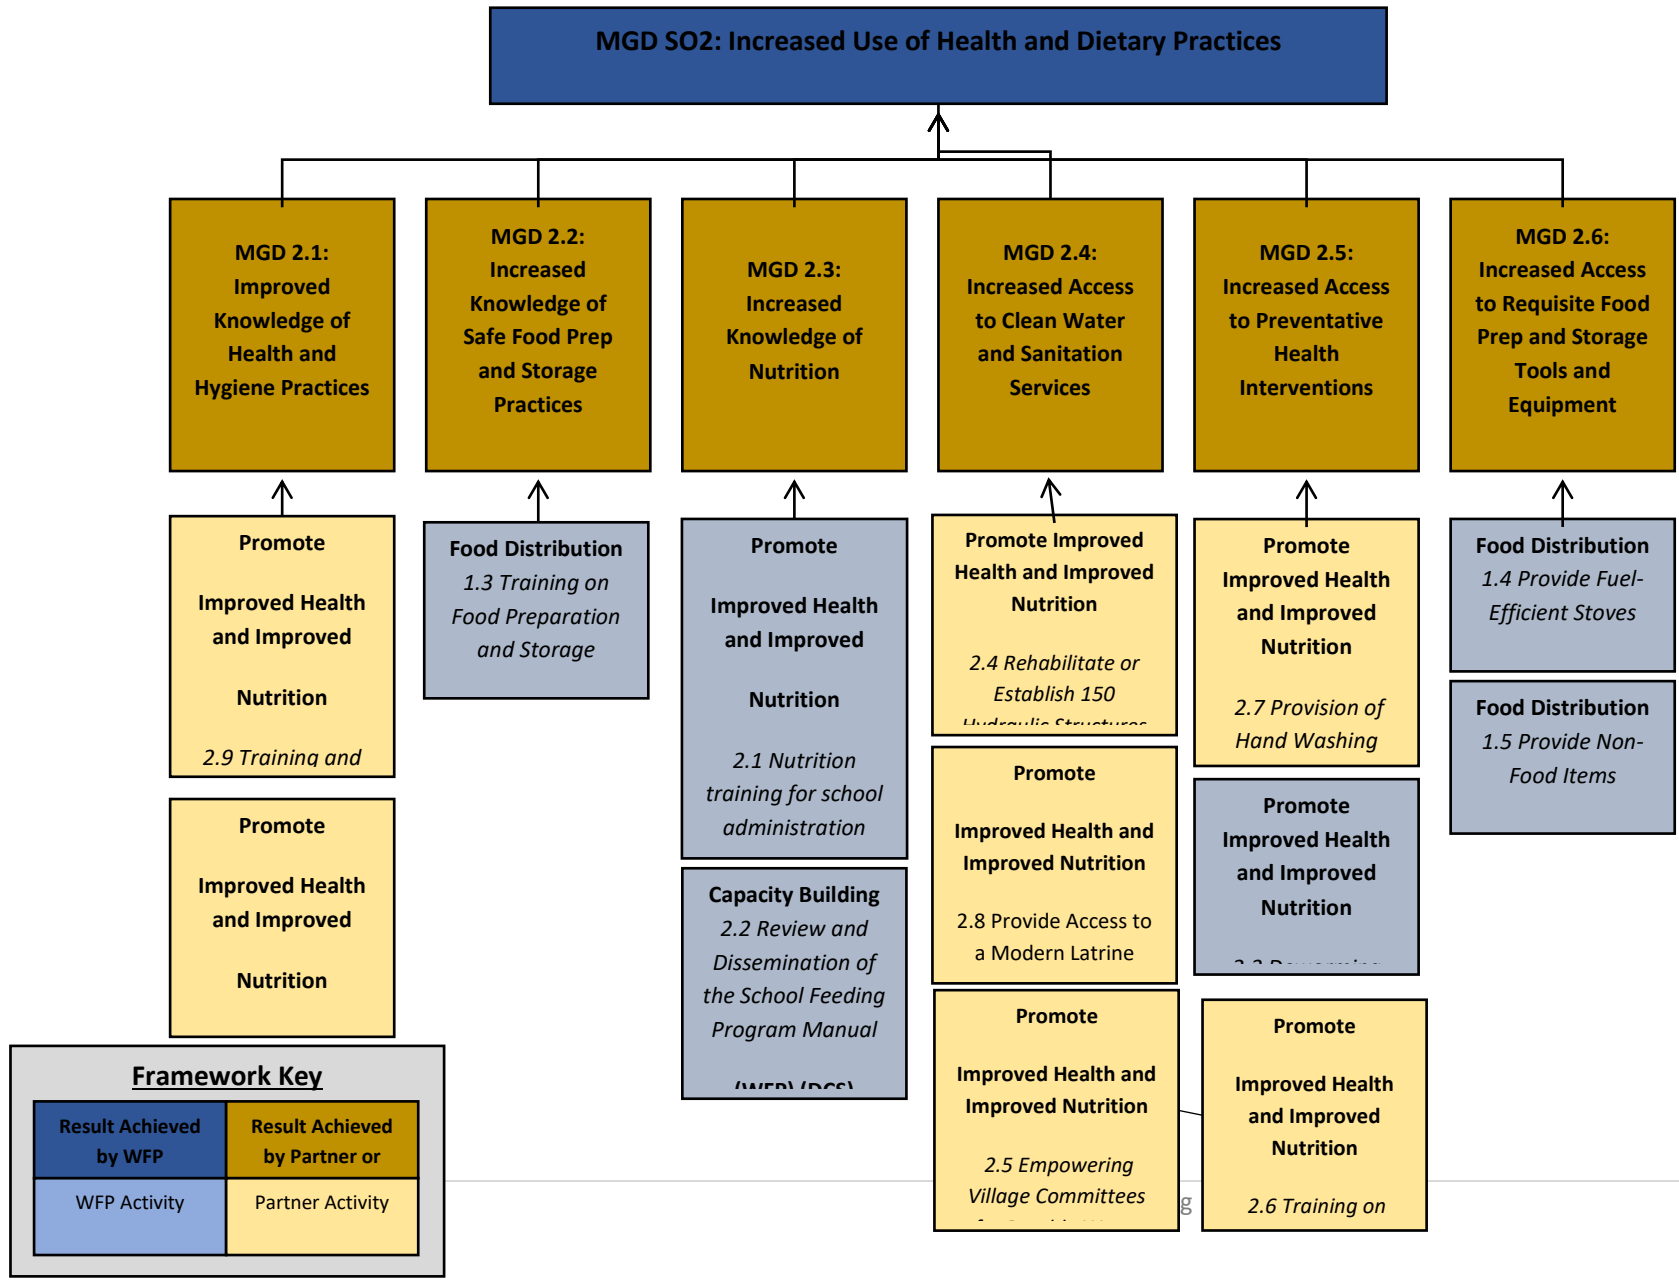 MGD SO2: Increased Use of Health and Dietary Practices
MGD 2.1:
Improved
Knowledge of
Health and
Hygiene Practices
MGD 2.2:
Increased
Knowledge of
Safe Food Prep
and Storage
Practices
MGD 2.3:
Increased
Knowledge of
Nutrition
MGD 2.4:
Increased Access
to Clean Water
and Sanitation
Services
MGD 2.5:
Increased Access
to Preventative
Health
Interventions
MGD 2.6:
Increased Access
to Requisite Food
Prep and Storage
Tools and
Equipment
Promote
Improved Health
and Improved
Nutrition
2.9 Training and
Promote
Improved Health
and Improved
Nutrition
Food Distribution
1.3 Training on
Food Preparation
and Storage
Promote
Improved Health
and Improved
Nutrition
2.1 Nutrition
training for school
administration
Capacity Building
2.2 Review and
Dissemination of
the School Feeding
Program Manual
(WFP) (DCS)
Promote Improved
Health and Improved
Nutrition
2.4 Rehabilitate or
Establish 150
Hydraulic Structures
Promote
Improved Health and
Improved Nutrition
2.8 Provide Access to
a Modern Latrine
Promote
Improved Health and
Improved Nutrition
2.5 Empowering
Village Committees
Promote
Improved Health
and Improved
Nutrition
2.7 Provision of
Hand Washing
Promote
Improved Health
and Improved
Nutrition
Promote
Improved Health
and Improved
Nutrition
2.6 Training on
Food Distribution
1.4 Provide Fuel-
Efficient Stoves
Food Distribution
1.5 Provide Non-
Food Items
Framework Key
Result Achieved
by WFP
Result Achieved
by Partner or
WFP Activity
Partner Activity
g